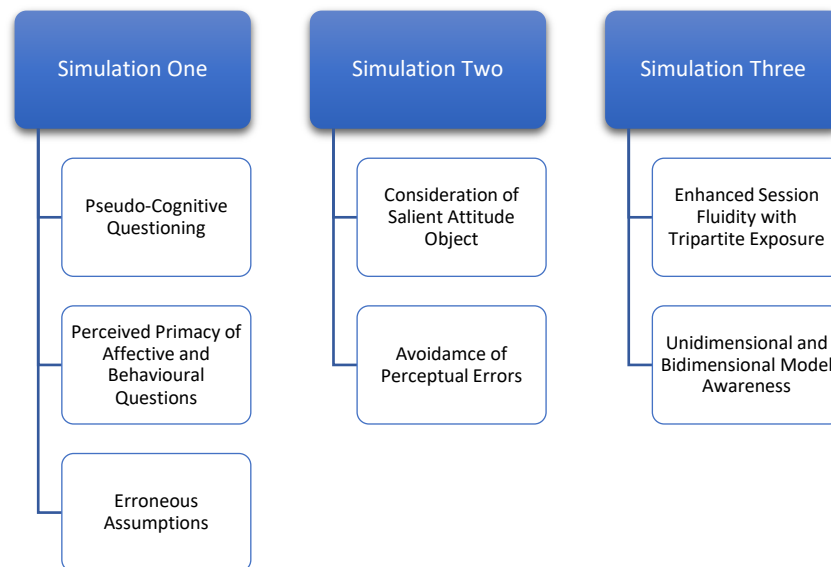 Simulation One
Pseudo-Cognitive
Questioning
Perceived Primacy of
Affective and
Behavioural
Questions
Erroneous
Assumptions
Simulation Two
Consideration of
Salient Attitude
Object
Avoidamce of
Perceptual Errors
Simulation Three
Enhanced Session
Fluidity with
Tripartite Exposure
Unidimensional and
Bidimensional Model
Awareness